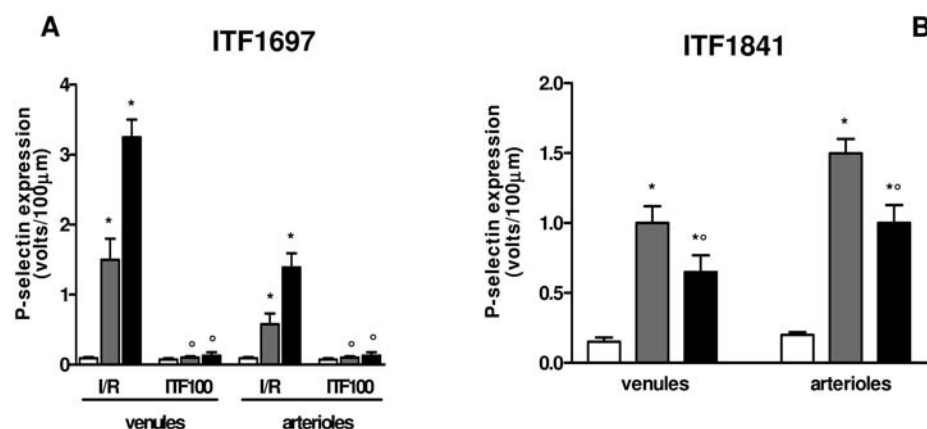 A
ITF1697
P-selectin expression
(volts/100μm)
4
3
2
1
0
*
*
*
*
° °
° °
I/R ITF100 I/R ITF100
venules arterioles
B
ITF1841
P-selectin expression
(volts/100μm)
2.0
1.5
1.0
0.5
0.0
*
*°
*
*°
venules arterioles